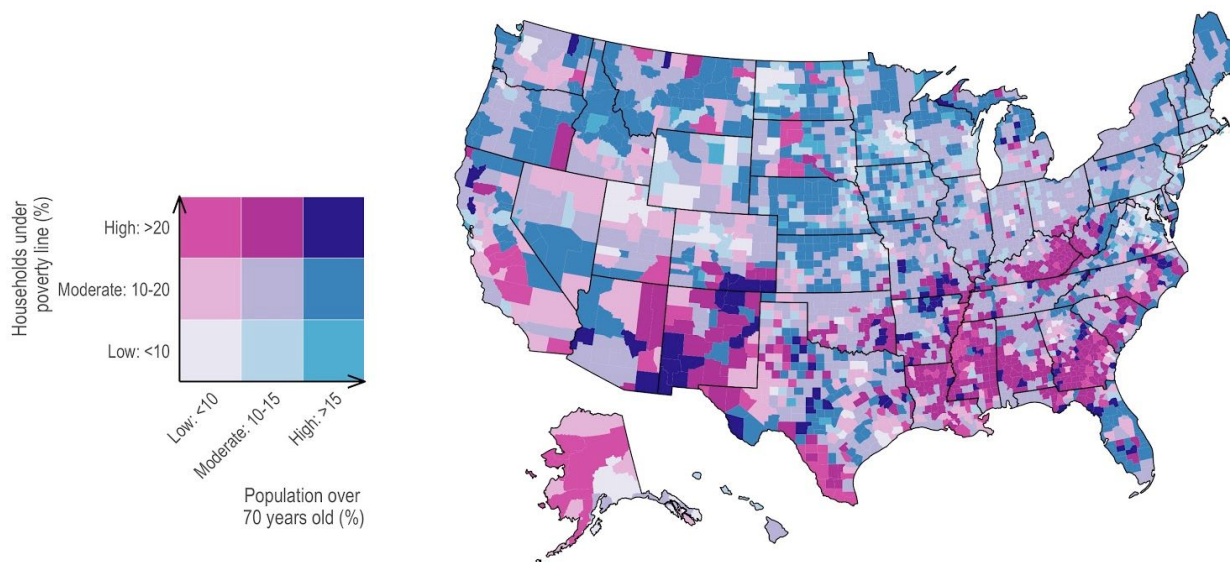 Households under
poverty line (%)
High: >20
Moderate: 10-20
Low: <10
Low: <10
Moderate: 10-15
High: >15
Population over
70 years old (%)